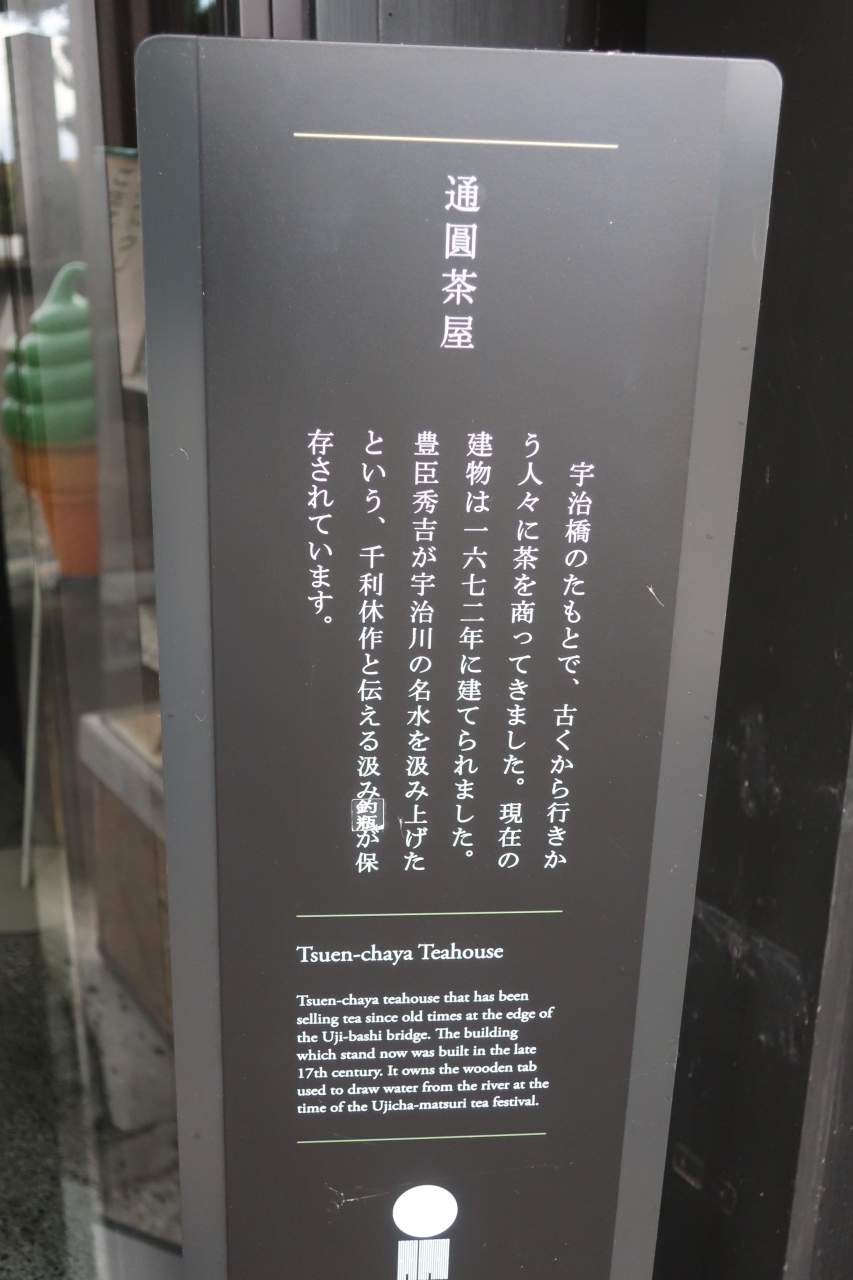 通圓茶屋
宇治橋のたもとで、古くから行きか
う人々に茶を商ってきました。現在の
建物は一六七二年に建てられました。
豊臣秀吉が宇治川の名水を汲み上げた
という、千利休作と伝える汲み釣瓶が保
存されています。
Tsuen-chaya Teahouse
Tsuen-chaya teahouse that has been
selling tea since old times at the edge of
the Uji-bashi bridge. The building
which stand now was built in the late
17th century. It owns the wooden tab
used to draw water from the river at the
time of the Ujicha-matsuri tea festival.